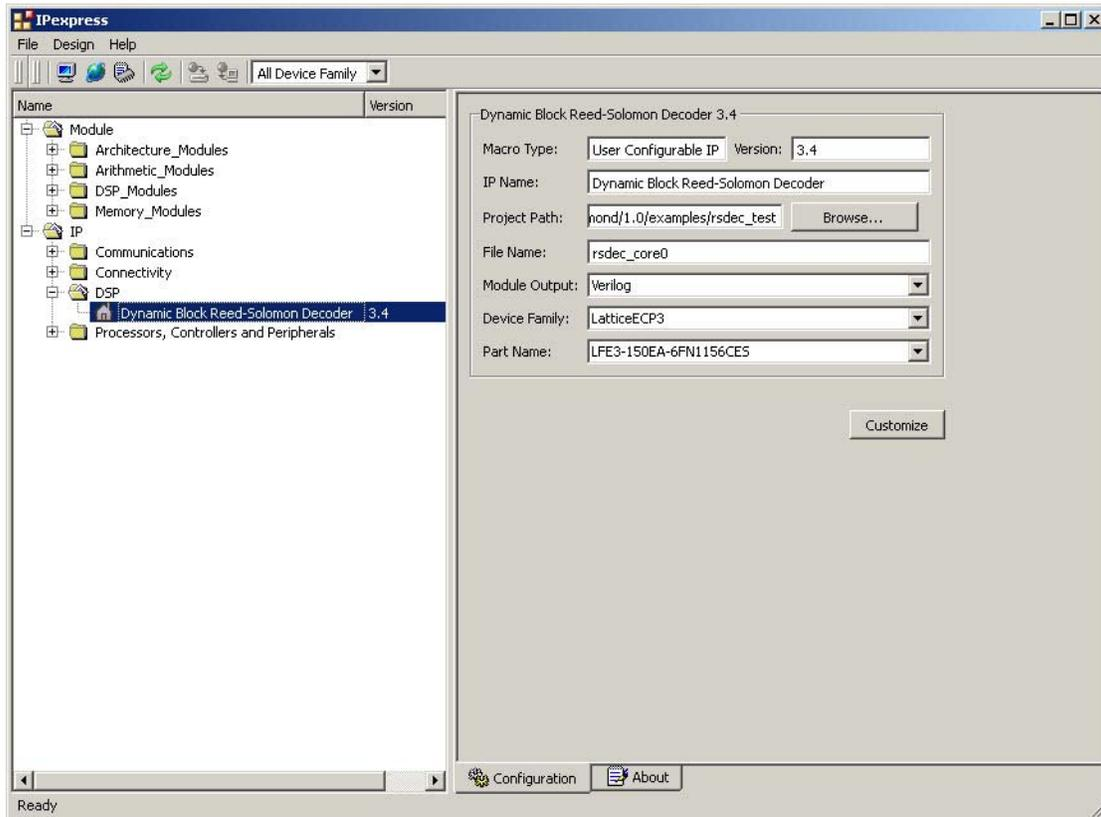 IPexpress
File Design Help
All Device Family
Name Version
Module
Architecture_Modules
Arithmetic_Modules
DSP_Modules
Memory_Modules
IP
Communications
Connectivity
DSP
Dynamic Block Reed-Solomon Decoder 3.4
Processors, Controllers and Peripherals
Dynamic Block Reed-Solomon Decoder 3.4
Macro Type: User Configurable IP Version: 3.4
IP Name: Dynamic Block Reed-Solomon Decoder
Project Path: nond/1.0/examples/rsdec_test Browse...
File Name: rsdec_core0
Module Output: Verilog
Device Family: LatticeECP3
Part Name: LFE3-150EA-6FN1156CES
Customize
Configuration About
Ready